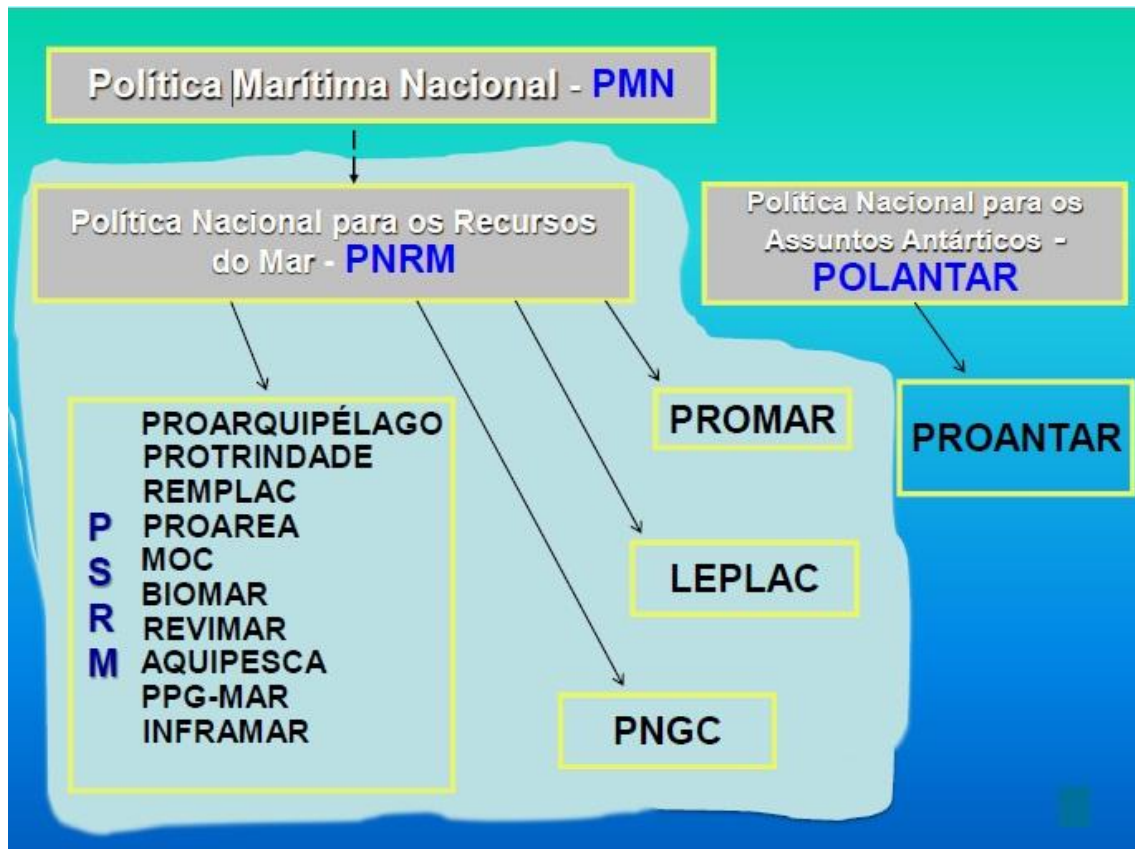 Política Marítima Nacional - PMN
Política Nacional para os Recursos
do Mar - PNRM
Política Nacional para os
Assuntos Antárticos -
POLANTAR
PROARQUIPÉLAGO
PROTRINDADE
REMPLAC
PROAREA
MOC
BIOMAR
REVIMAR
AQUIPESCA
PPG-MAR
INFRAMAR
P
S
R
M
PROMAR
PROANTAR
LEPLAC
PNGC